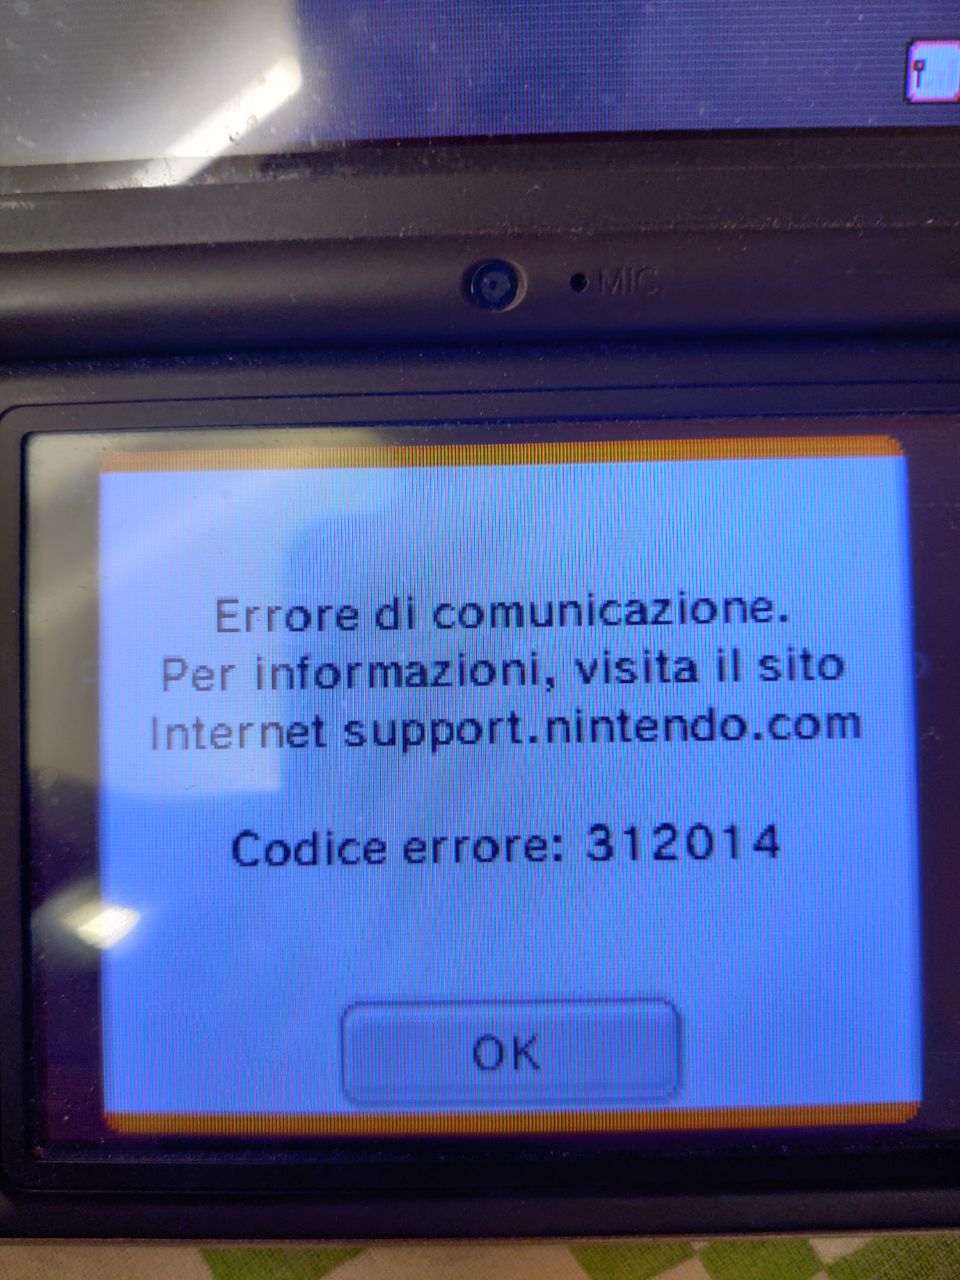 MIC
Errore di comunicazione.
Per informazioni, visita il sito
Internet support.nintendo.com
Codice errore: 312014
OK